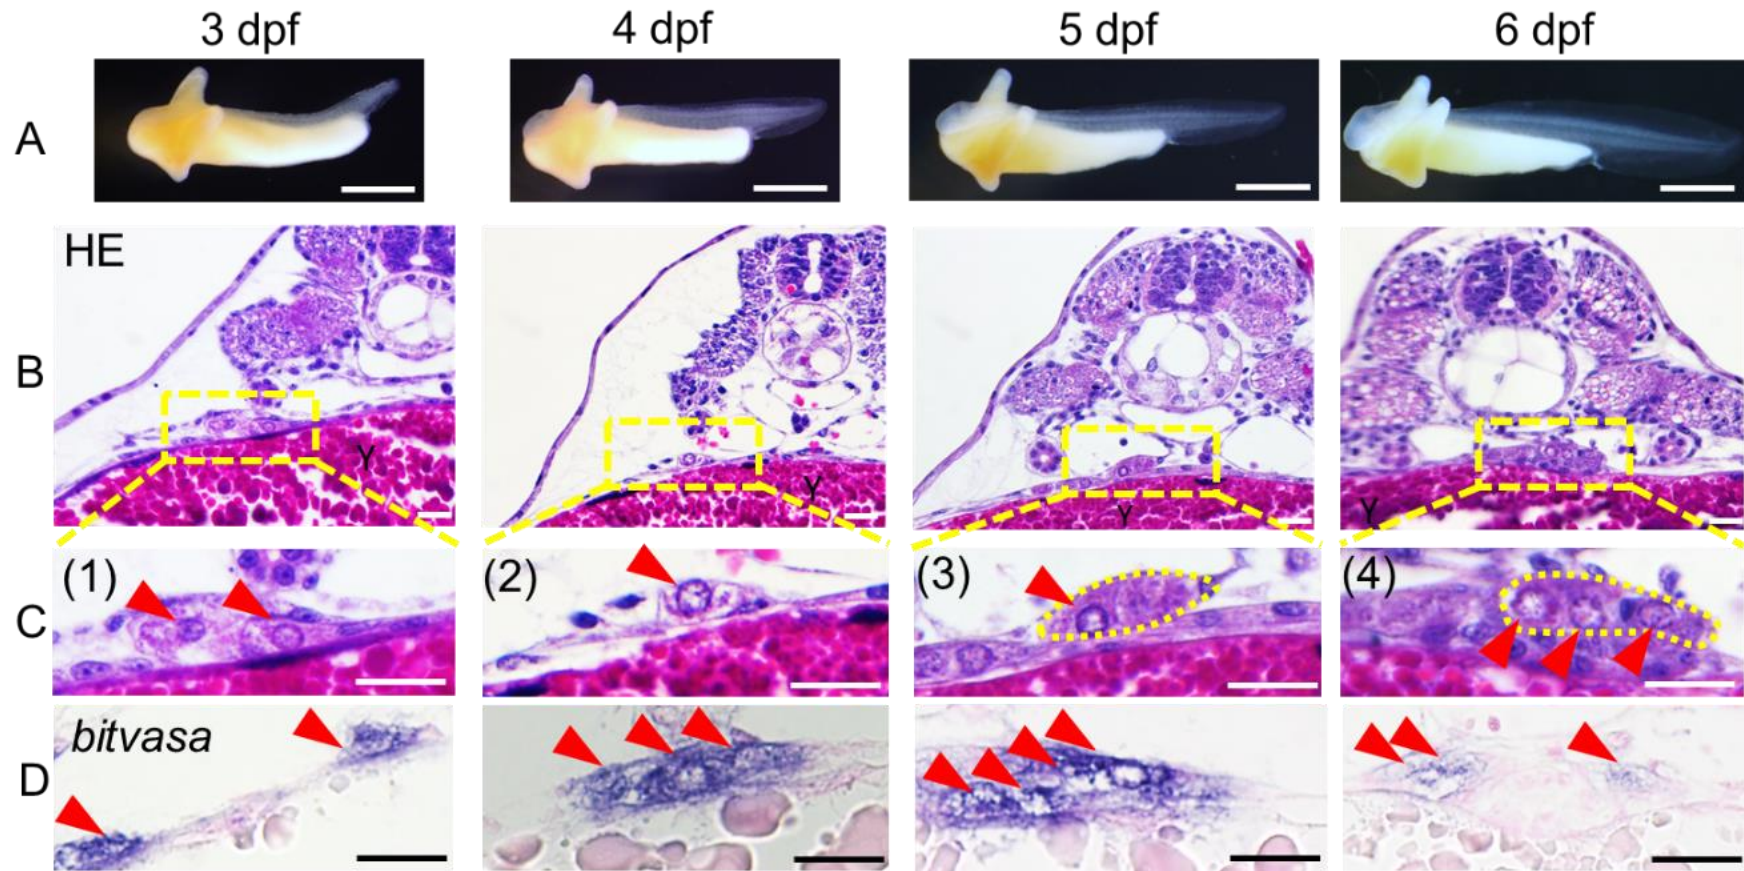 3 dpf 4 dpf 5 dpf 6 dpf
A
HE
B
Y Y Y Y
(1) (2) (3) (4)
C
bitvasa
D